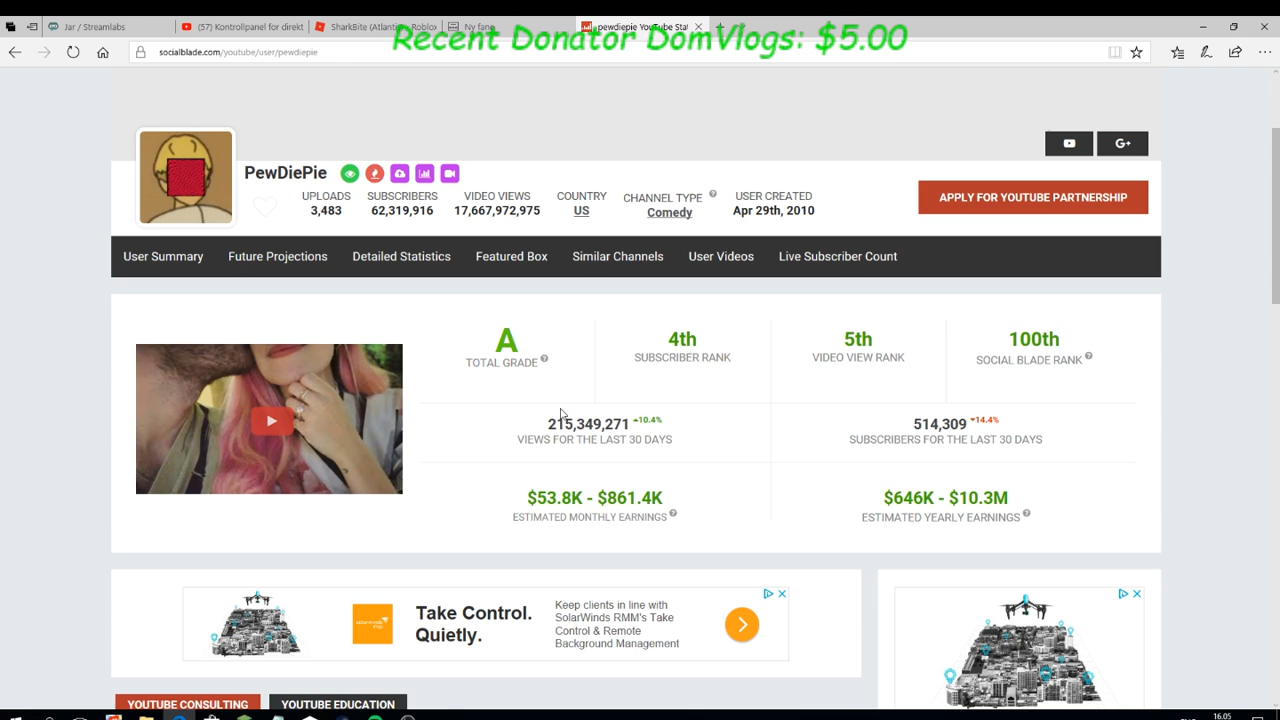 Jar / Streamlabs
(57) Kontrollpanel for direkt
SharkBite (Atlantis) - Roblox
Ny fane
pewdiepie YouTube Stat
Recent Donator DomVlogs: $5.00
socialblade.com/youtube/user/pewdiepie
PewDiePie
UPLOADS
3,483
SUBSCRIBERS
62,319,916
VIDEO VIEWS
17,667,972,975
COUNTRY
US
CHANNEL TYPE
Comedy
USER CREATED
Apr 29th, 2010
G+
APPLY FOR YOUTUBE PARTNERSHIP
User Summary
Future Projections
Detailed Statistics
Featured Box
Similar Channels
User Videos
Live Subscriber Count
A
TOTAL GRADE
4th
SUBSCRIBER RANK
5th
VIDEO VIEW RANK
100th
SOCIAL BLADE RANK
215,349,271 10.4%
VIEWS FOR THE LAST 30 DAYS
514,309 14.4%
SUBSCRIBERS FOR THE LAST 30 DAYS
$53.8K - $861.4K
ESTIMATED MONTHLY EARNINGS
$646K - $10.3M
ESTIMATED YEARLY EARNINGS
Take Control.
Quietly.
Keep clients in line with
SolarWinds RMM's Take
Control & Remote
Background Management
YOUTUBE CONSULTING
YOUTUBE EDUCATION
16.05